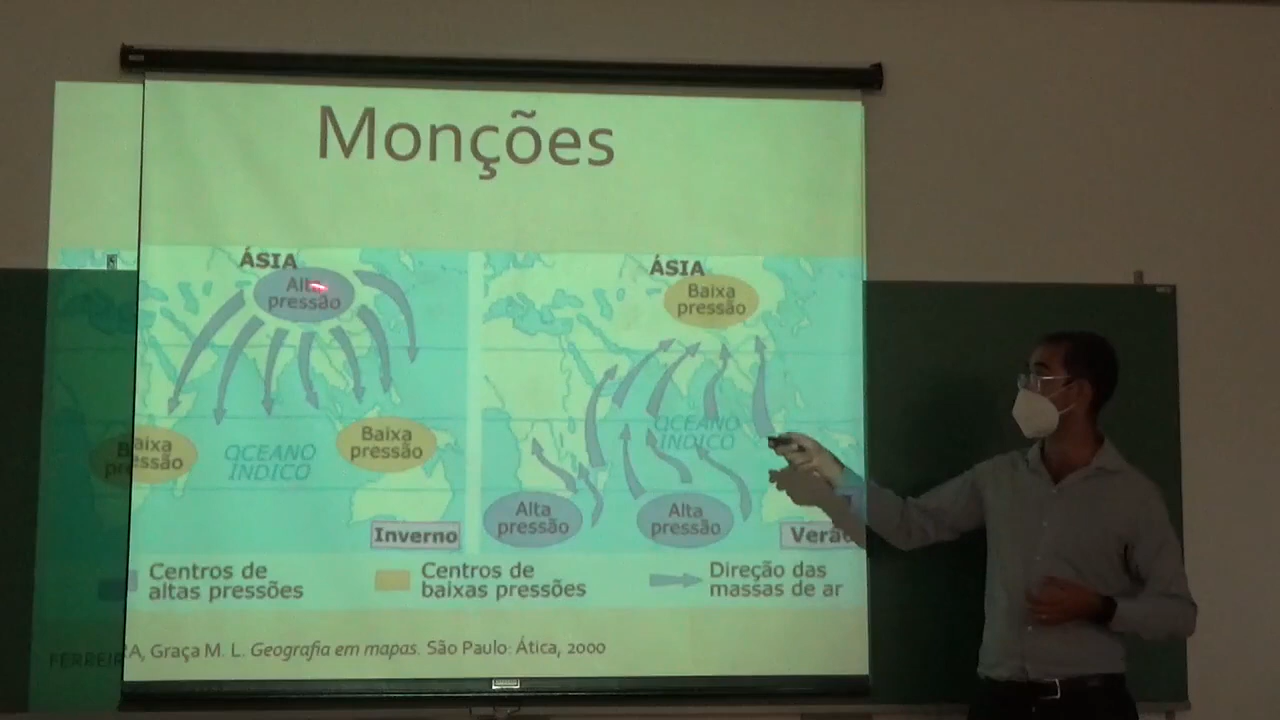 Monções
ÁSIA
Alta
pressão
Baixa
pressão
Baixa
pressão
OCEANO
ÍNDICO
Inverno
ÁSIA
Baixa
pressão
OCEANO
ÍNDICO
Alta
pressão
Alta
pressão
Verão
Centros de
altas pressões
Centros de
baixas pressões
Direção das
massas de ar
FERREIRA, Graça M. L. Geografia em mapas. São Paulo: Ática, 2000